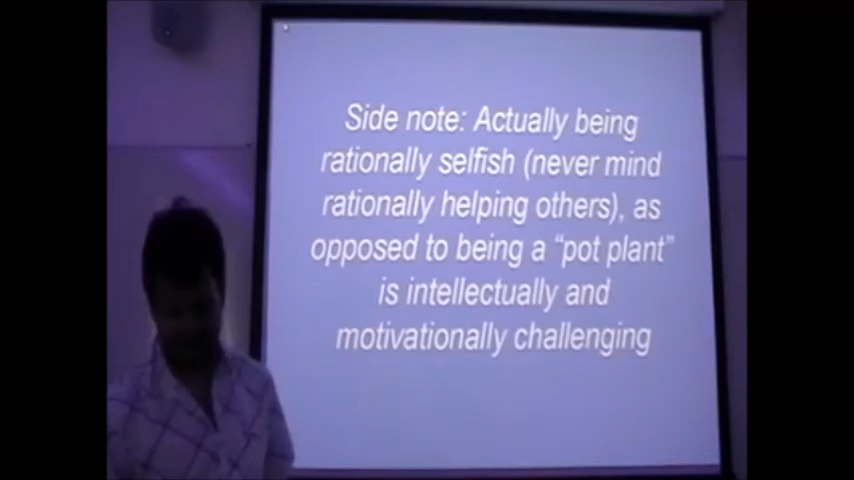 Side note: Actually being
rationally selfish (never mind
rationally helping others), as
opposed to being a “pot plant”
is intellectually and
motivationally challenging